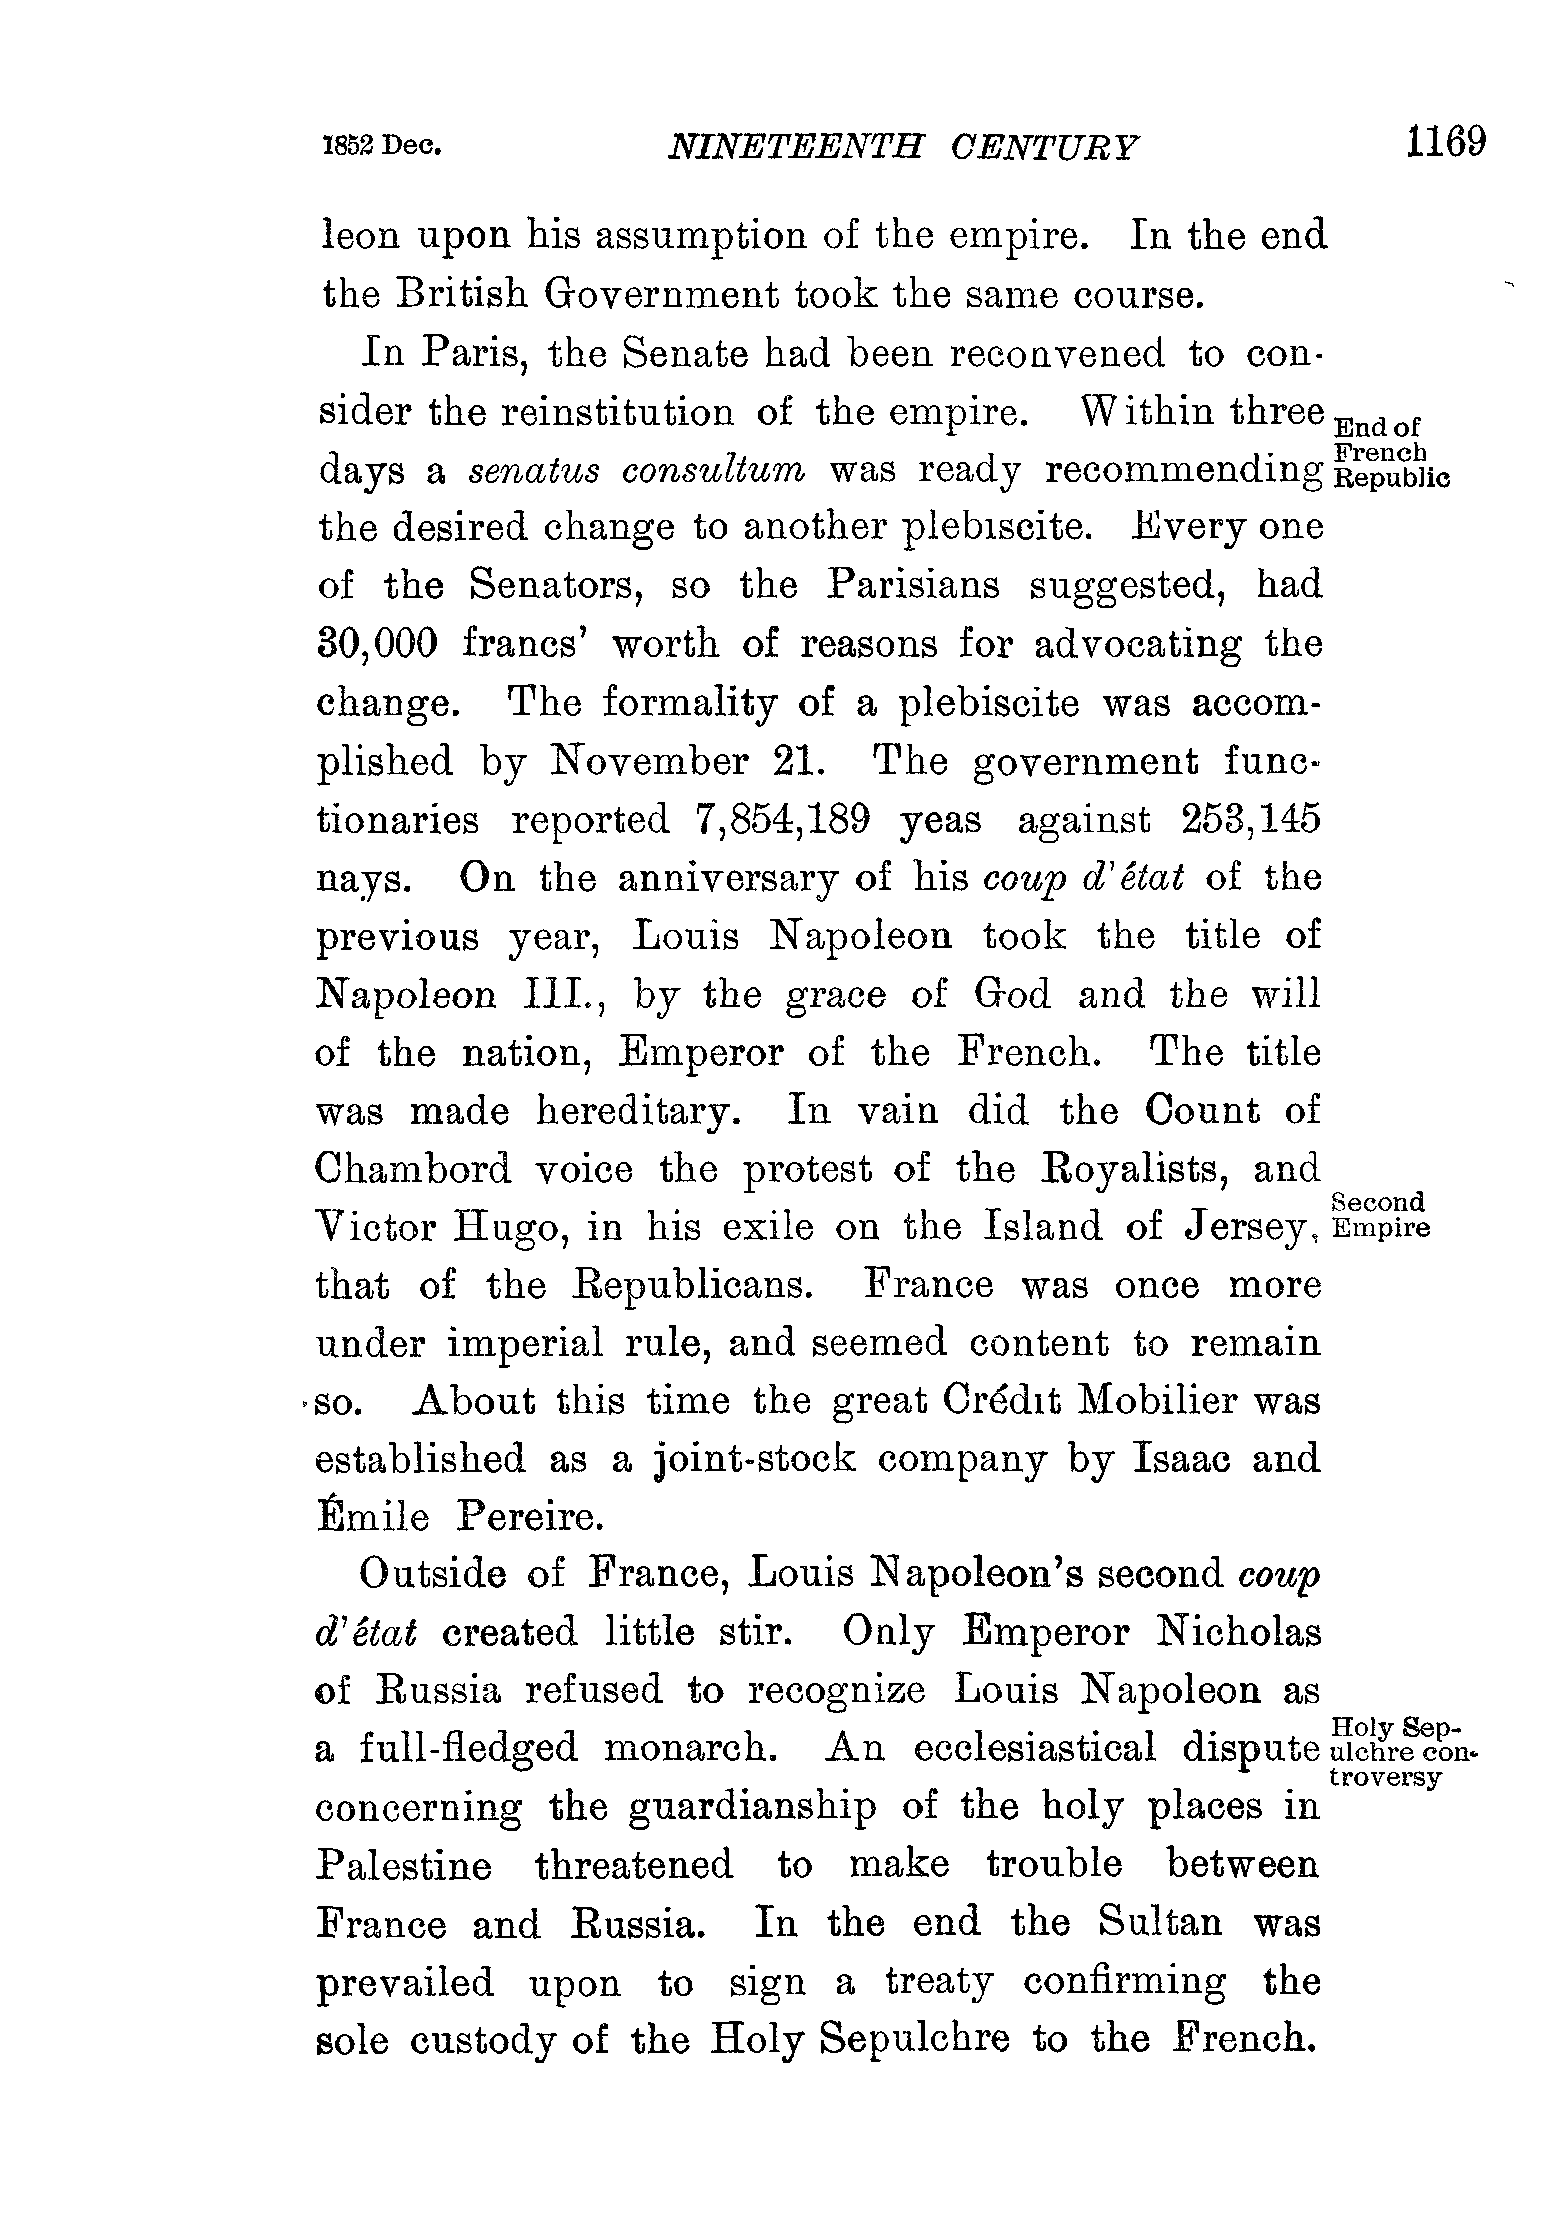 1852 Dec. NINETEENTH CENTURY 1169
leon upon his assumption of the empire. In the end
the British Government took the same course.
In Paris, the Senate had been reconvened to con-
sider the reinstitution of the empire. Within three
days a senatus consultum was ready recommending
End of
French
Republic
the desired change to another plebiscite. Every one
of the Senators, so the Parisians suggested, had
30,000 francs' worth of reasons for advocating the
change. The formality of a plebiscite was accom-
plished by November 21. The government func-
tionaries reported 7,854,189 yeas against 253,145
nays. On the anniversary of his coup d'état of the
previous year, Louis Napoleon took the title of
Napoleon III., by the grace of God and the will
of the nation, Emperor of the French. The title
was made hereditary. In vain did the Count of
Chambord voice the protest of the Royalists, and
Victor Hugo, in his exile on the Island of Jersey,
Second
Empire
that of the Republicans. France was once more
under imperial rule, and seemed content to remain
so. About this time the great Crédit Mobilier was
established as a joint-stock company by Isaac and
Émile Pereire.
Outside of France, Louis Napoleon's second coup
d'état created little stir. Only Emperor Nicholas
of Russia refused to recognize Louis Napoleon as
a full-fledged monarch. An ecclesiastical dispute
Holy Sep-
ulchre con-
troversy
concerning the guardianship of the holy places in
Palestine threatened to make trouble between
France and Russia. In the end the Sultan was
prevailed upon to sign a treaty confirming the
sole custody of the Holy Sepulchre to the French.